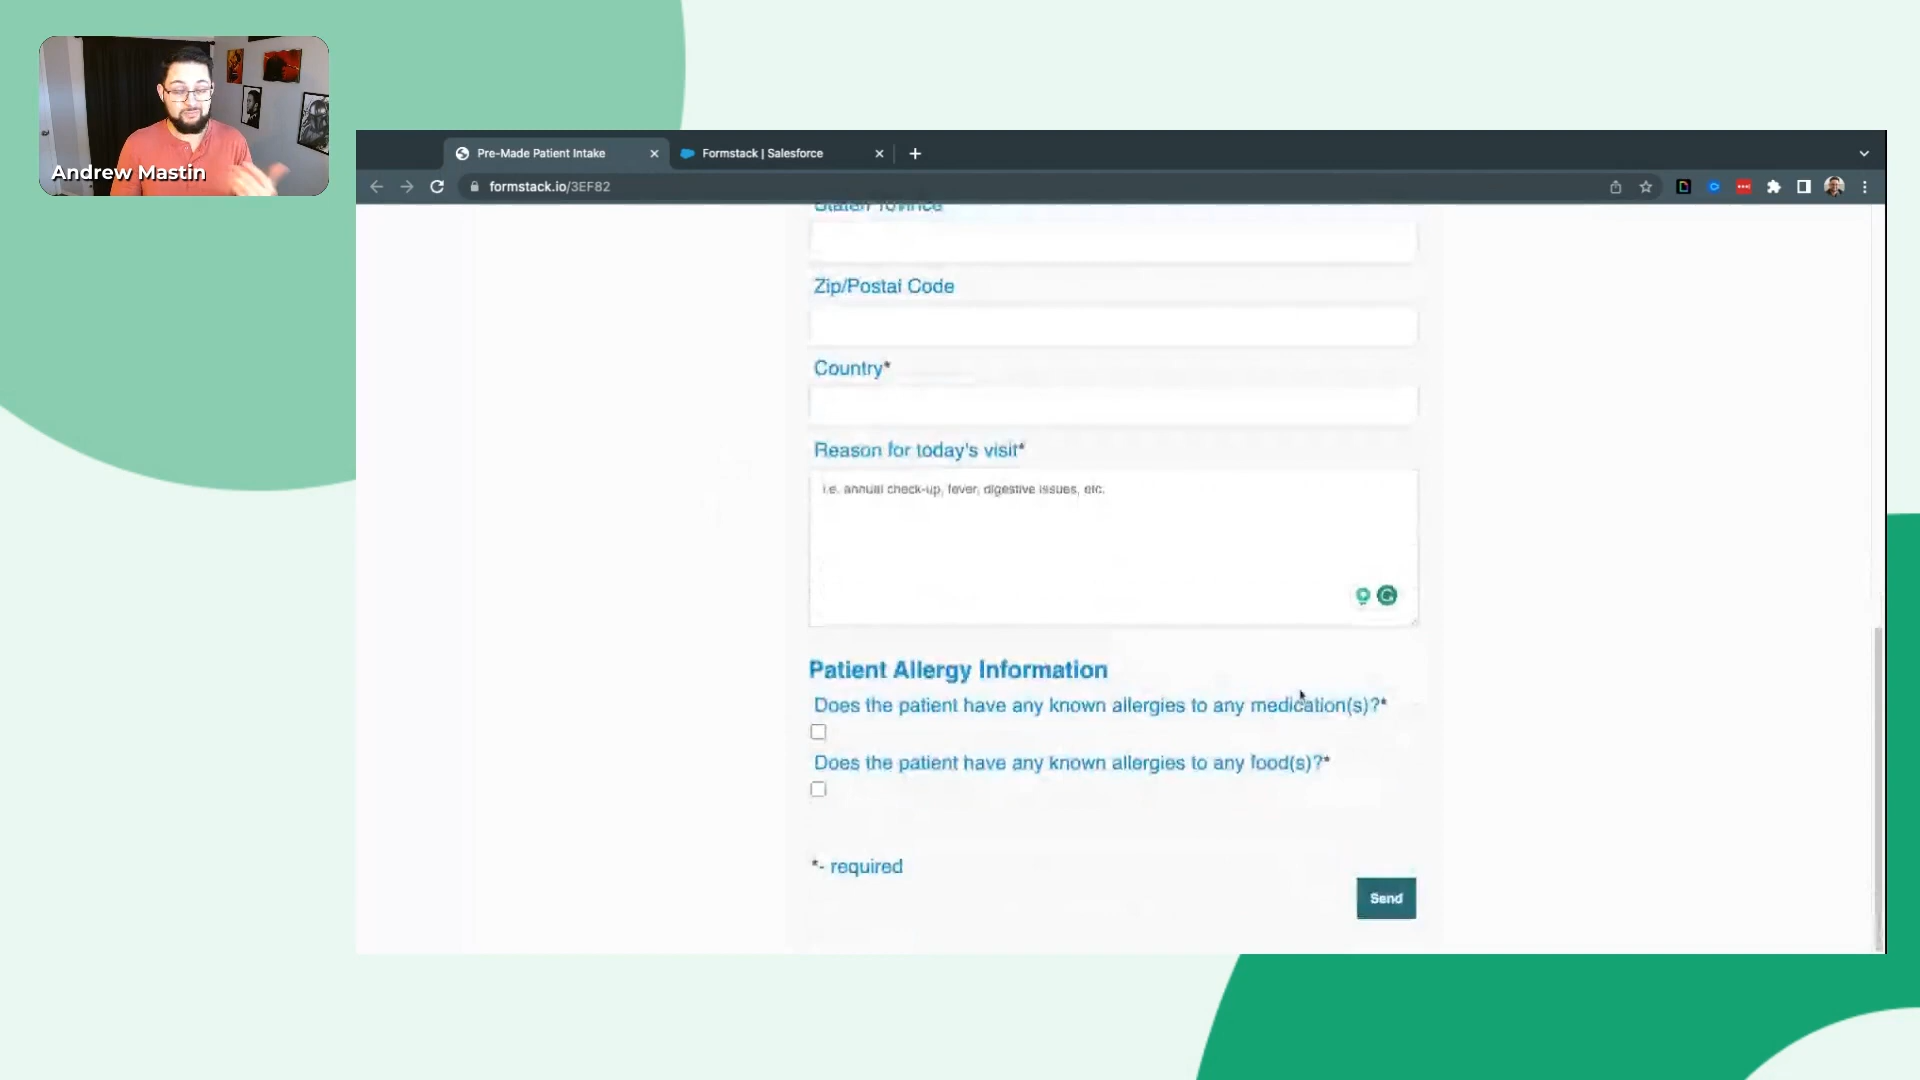 Andrew Mastin
Pre-Made Patient Intake
Formstack | Salesforce
formstack.io/3EF82
State/Province
Zip/Postal Code
Country*
Reason for today's visit*
i.e. annual check-up, fever, digestive issues, etc.
Patient Allergy Information
Does the patient have any known allergies to any medication(s)?*
Does the patient have any known allergies to any food(s)?*
*- required
Send